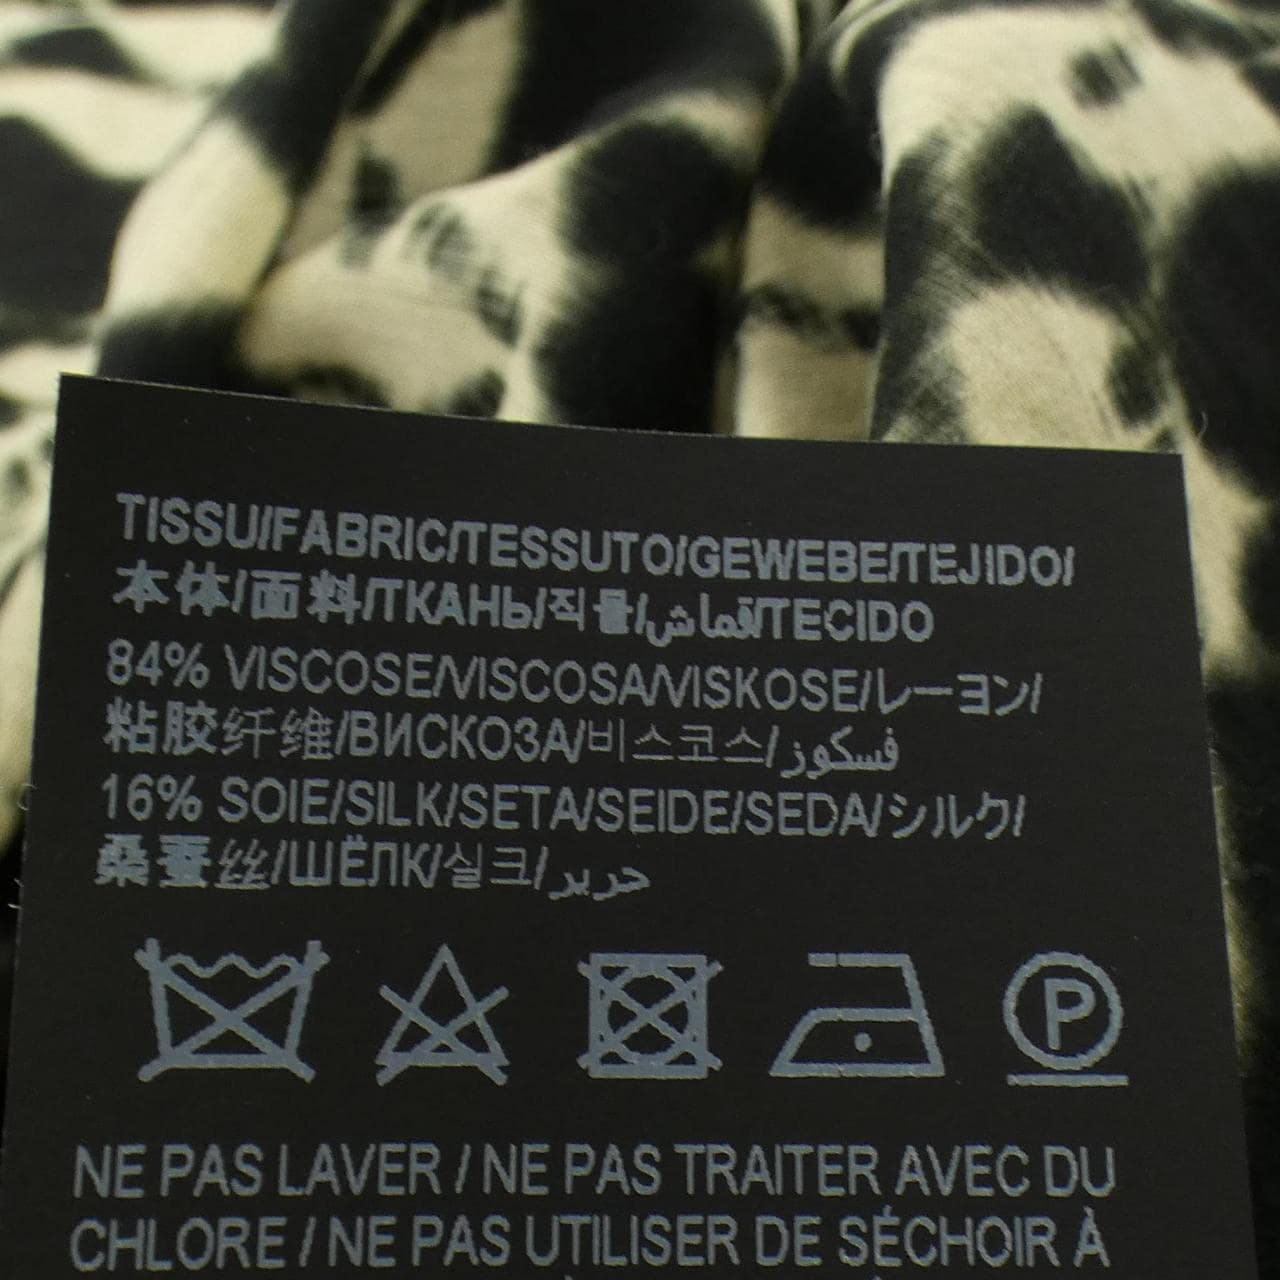 TISSU/FABRIC/TESSUTO/GEWEBE/TEJIDO/
本体/面料/ТКАНЬ/직물/قماش/TECIDO
84% VISCOSE/VISCOSA/VISKOSE/レーヨン/
粘胶纤维/ВИСКОЗА/비스코스/فسكوز
16% SOIE/SILK/SETA/SEIDE/SEDA/シルク/
桑蚕丝/ШЁЛК/실크/حرير
P
NE PAS LAVER / NE PAS TRAITER AVEC DU
CHLORE / NE PAS UTILISER DE SÉCHOIR À